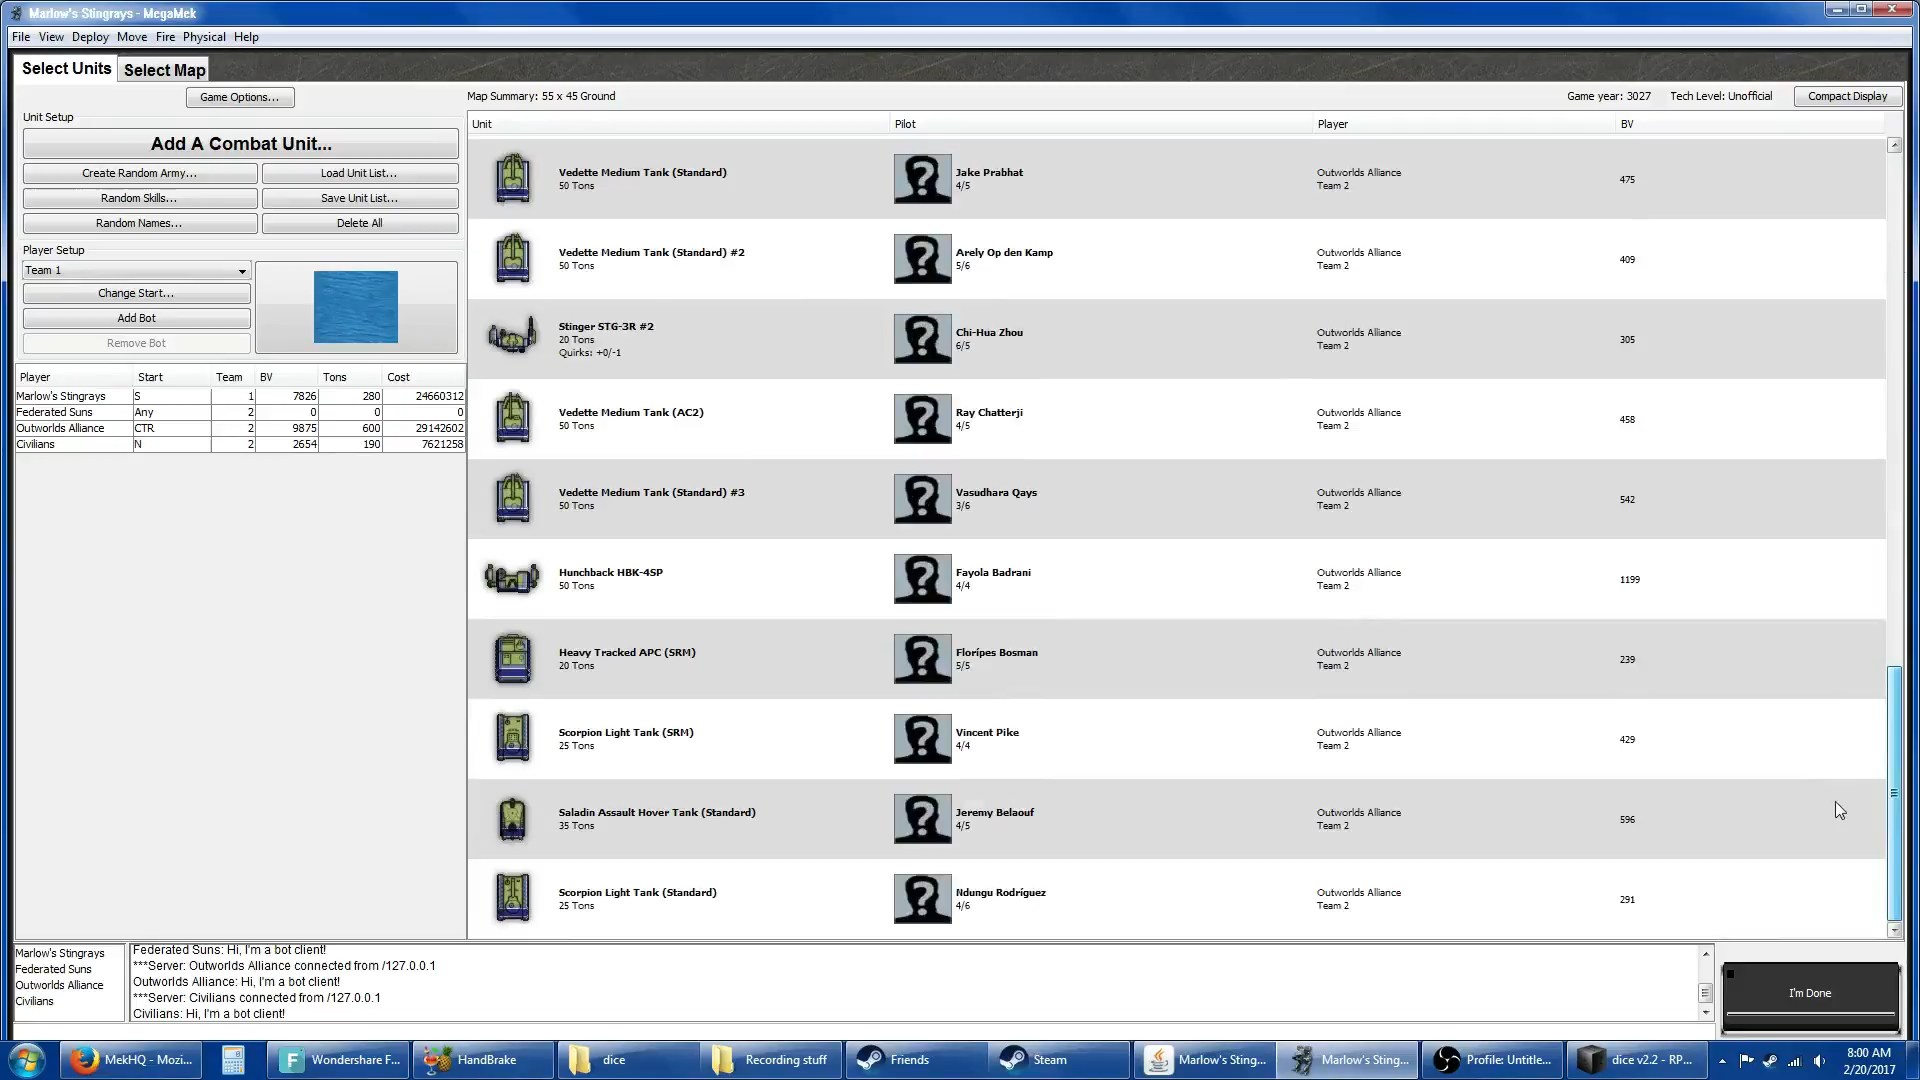 Marlow's Stingrays - MegaMek
File View Deploy Move Fire Physical Help
Select Units Select Map
Game Options...
Map Summary: 55 x 45 Ground
Game year: 3027 Tech Level: Unofficial Compact Display
Unit Setup
Add A Combat Unit...
Create Random Army... Load Unit List...
Random Skills... Save Unit List...
Random Names... Delete All
Player Setup
Team 1
Change Start...
Add Bot
Remove Bot
Player Start Team BV Tons Cost
Marlow's Stingrays S 1 7826 280 24660312
Federated Suns Any 2 0 0 0
Outworlds Alliance CTR 2 9875 600 29142602
Civilians N 2 2654 190 7621258
Unit Pilot Player BV
Vedette Medium Tank (Standard) Jake Prabhat Outworlds Alliance
50 Tons 4/5 Team 2 475
Vedette Medium Tank (Standard) #2 Arely Op den Kamp Outworlds Alliance
50 Tons 5/6 Team 2 409
Stinger STG-3R #2 Chi-Hua Zhou Outworlds Alliance
20 Tons 6/5 Team 2 305
Quirks: +0/-1
Vedette Medium Tank (AC2) Ray Chatterji Outworlds Alliance
50 Tons 4/5 Team 2 458
Vedette Medium Tank (Standard) #3 Vasudhara Qays Outworlds Alliance
50 Tons 3/6 Team 2 542
Hunchback HBK-4SP Fayola Badrani Outworlds Alliance
50 Tons 4/4 Team 2 1199
Heavy Tracked APC (SRM) Florípes Bosman Outworlds Alliance
20 Tons 5/5 Team 2 239
Scorpion Light Tank (SRM) Vincent Pike Outworlds Alliance
25 Tons 4/4 Team 2 429
Saladin Assault Hover Tank (Standard) Jeremy Belaouf Outworlds Alliance
35 Tons 4/5 Team 2 596
Scorpion Light Tank (Standard) Ndungu Rodríguez Outworlds Alliance
25 Tons 4/6 Team 2 291
Marlow's Stingrays
Federated Suns
Outworlds Alliance
Civilians
Federated Suns: Hi, I'm a bot client!
***Server: Outworlds Alliance connected from /127.0.0.1
Outworlds Alliance: Hi, I'm a bot client!
***Server: Civilians connected from /127.0.0.1
Civilians: Hi, I'm a bot client!
I'm Done
MekHQ - Mozi... Wondershare F... HandBrake dice Recording stuff Friends Steam Marlow's Sting... Marlow's Sting... Profile: Untitle... dice v2.2 - RP...
8:00 AM
2/20/2017